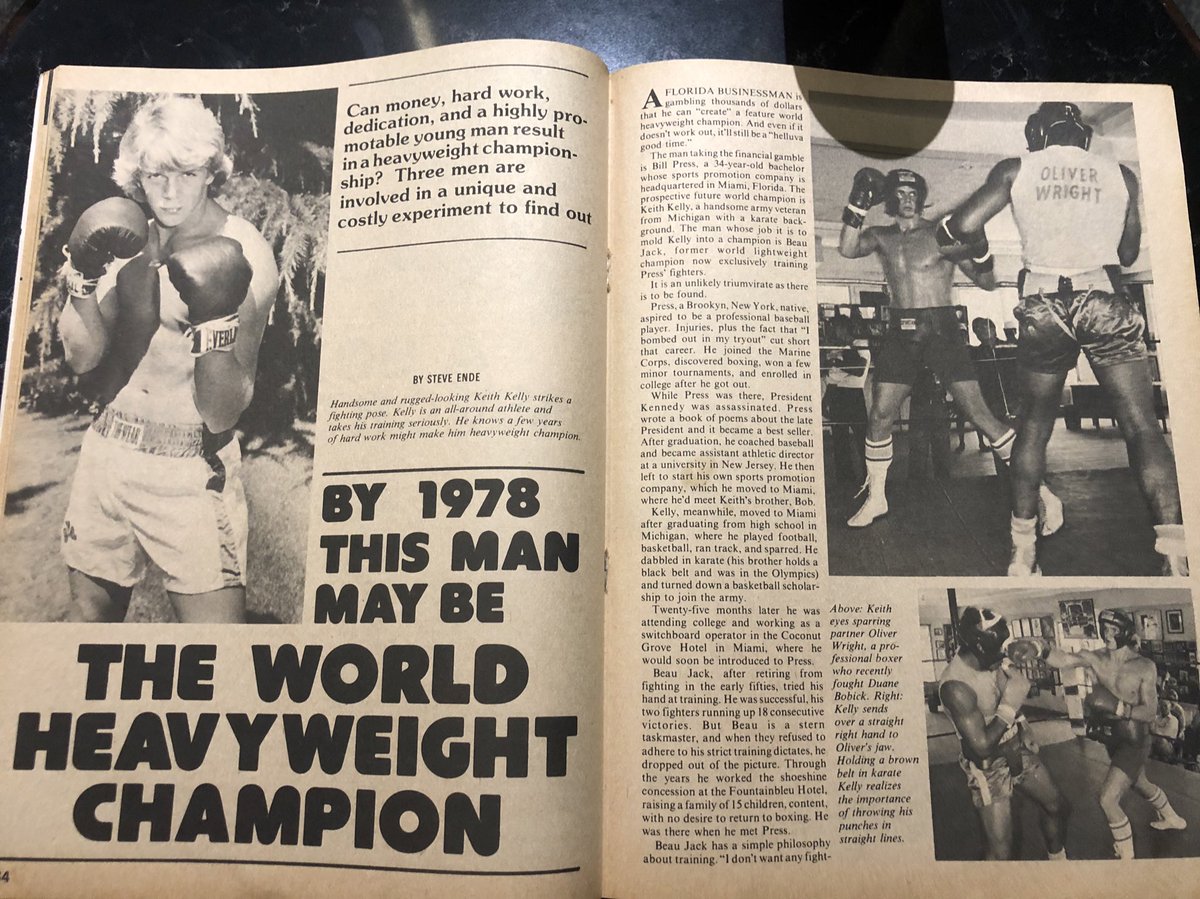 Can money, hard work,
dedication, and a highly pro-
motable young man result
in a heavyweight champion-
ship? Three men are
involved in a unique and
costly experiment to find out
BY STEVE ENDE
Handsome and rugged-looking Keith Kelly strikes a
fighting pose. Kelly is an all-around athlete and
takes his training seriously. He knows a few years
of hard work might make him heavyweight champion.
BY 1978
THIS MAN
MAY BE
THE WORLD
HEAVYWEIGHT
CHAMPION
A FLORIDA BUSINESSMAN is
gambling thousands of dollars
that he can "create" a feature world
heavyweight champion. And even if it
doesn't work out, it'll still be a "helluva
good time."
The man taking the financial gamble
is Bill Press, a 34-year-old bachelor
whose sports promotion company is
headquartered in Miami, Florida. The
prospective future world champion is
Keith Kelly, a handsome army veteran
from Michigan with a karate back-
ground. The man whose job it is to
mold Kelly into a champion is Beau
Jack, former world lightweight
champion now exclusively training
Press' fighters.
It is an unlikely triumvirate as there
is to be found.
Press, a Brookyn, New York, native,
aspired to be a professional baseball
player. Injuries, plus the fact that "I
bombed out in my tryout" cut short
that career. He joined the Marine
Corps, discovered boxing, won a few
minor tournaments, and enrolled in
college after he got out.
While Press was there, President
Kennedy was assassinated. Press
wrote a book of poems about the late
President and it became a best seller.
After graduation, he coached baseball
and became assistant athletic director
at a university in New Jersey. He then
left to start his own sports promotion
company, which he moved to Miami,
where he'd meet Keith's brother, Bob.
Kelly, meanwhile, moved to Miami
after graduating from high school in
Michigan, where he played football,
basketball, ran track, and sparred. He
dabbled in karate (his brother holds a
black belt and was in the Olympics)
and turned down a basketball scholar-
ship to join the army.
Twenty-five months later he was
attending college and working as a
switchboard operator in the Coconut
Grove Hotel in Miami, where he
would soon be introduced to Press.
Beau Jack, after retiring from
fighting in the early fifties, tried his
hand at training. He was successful, his
two fighters running up 18 consecutive
victories. But Beau is a stern
taskmaster, and when they refused to
adhere to his strict training dictates, he
dropped out of the picture. Through
the years he worked the shoeshine
concession at the Fountainbleu Hotel,
raising a family of 15 children, content,
with no desire to return to boxing. He
was there when he met Press.
Beau Jack has a simple philosophy
about training. "I don't want any fight-
OLIVER
WRIGHT
Above: Keith
eyes sparring
partner Oliver
Wright, a pro-
fessional boxer
who recently
fought Duane
Bobick. Right:
Kelly sends
over a straight
right hand to
Oliver's jaw.
Holding a brown
belt in karate
Kelly realizes
the importance
of throwing his
punches in
straight lines.